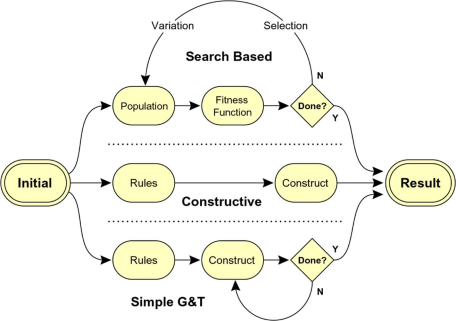 Variation
Selection
Search Based
N
Population
Fitness
Function
Done?
Y
Initial
Rules
Construct
Result
Constructive
Rules
Construct
Done?
Y
N
Simple G&T